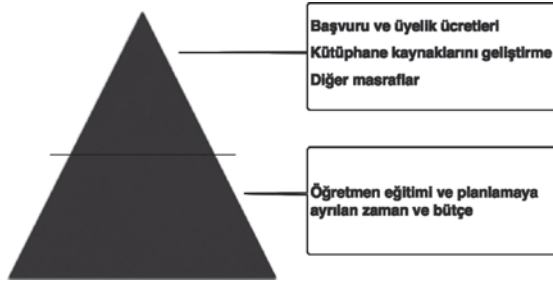 Başvuru ve üyelik ücretleri
Kütüphane kaynaklarını geliştirme
Diğer masraflar
Öğretmen eğitimi ve planlamaya
ayrılan zaman ve bütçe